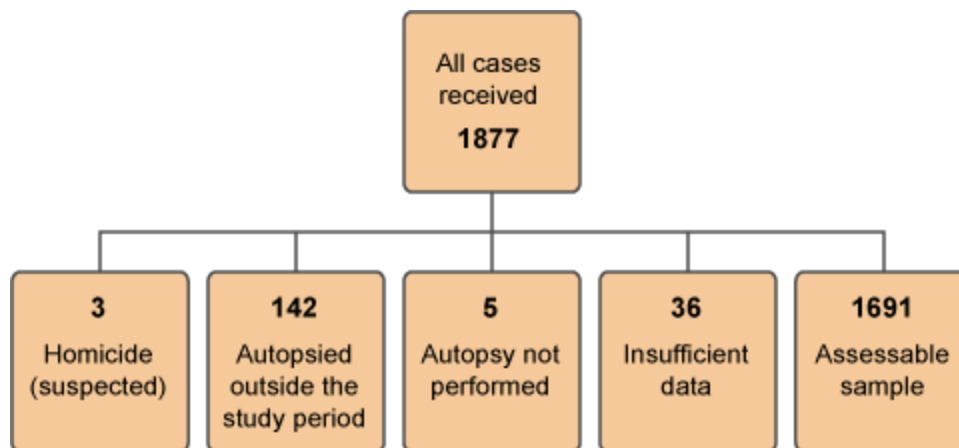 All cases
received
1877
3
Homicide
(suspected)
142
Autopsied
outside the
study period
5
Autopsy not
performed
36
Insufficient
data
1691
Assessable
sample